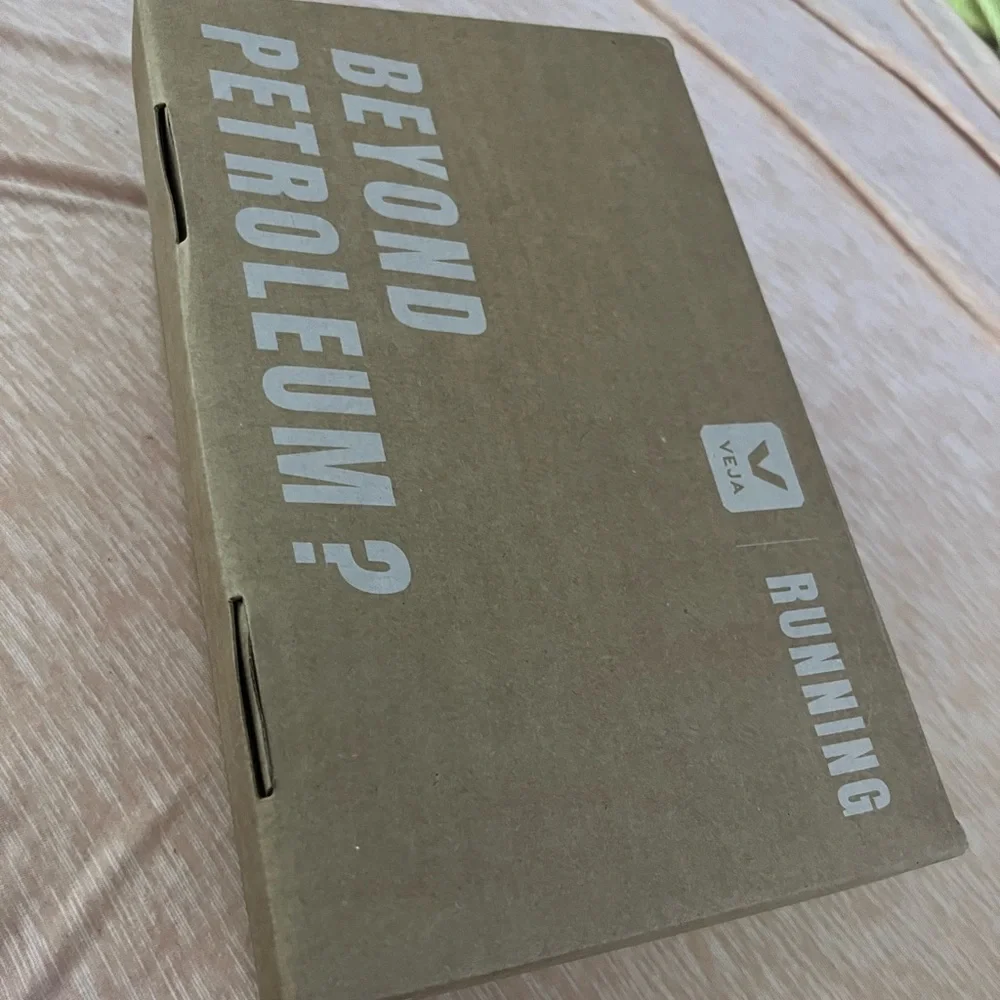 VEJA
RUNNING
BEYOND
PETROLEUM?